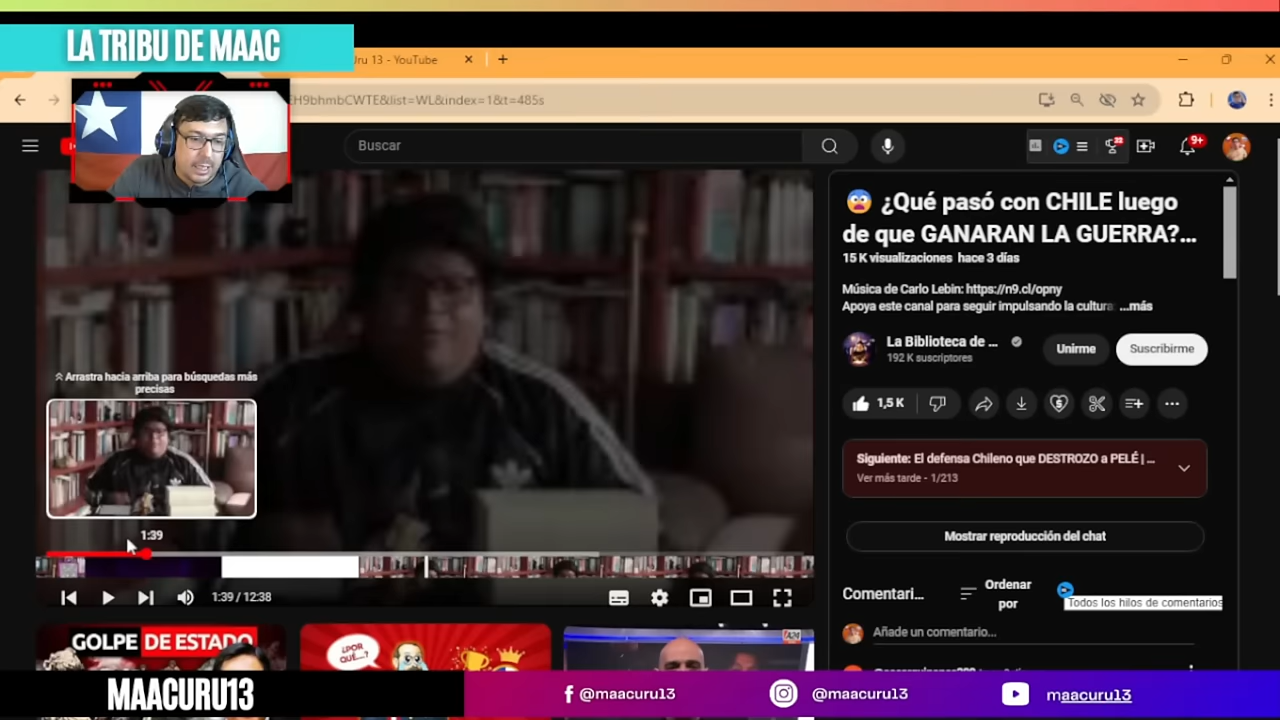 LA TRIBU DE MAAC
Uru 13 - YouTube
EH9bhmbCWTE&list=WL&index=1&t=485s
Buscar
9+
😨 ¿Qué pasó con CHILE luego
de que GANARAN LA GUERRA?...
15 K visualizaciones hace 3 días
Música de Carlo Lebin: https://n9.cl/opny
Apoya este canal para seguir impulsando la cultura ...más
La Biblioteca de ...
192 K suscriptores
Unirme
Suscribirme
1,5 K
Siguiente: El defensa Chileno que DESTROZO a PELÉ | ...
Ver más tarde - 1/213
Mostrar reproducción del chat
Comentari...
Ordenar
por
Todos los hilos de comentarios
Añade un comentario...
Arrastra hacia arriba para búsquedas más
precisas
1:39
1:39 / 12:38
GOLPE DE ESTADO
¿POR
QUÉ...?
MAACURU13
@maacuru13
@maacuru13
maacuru13